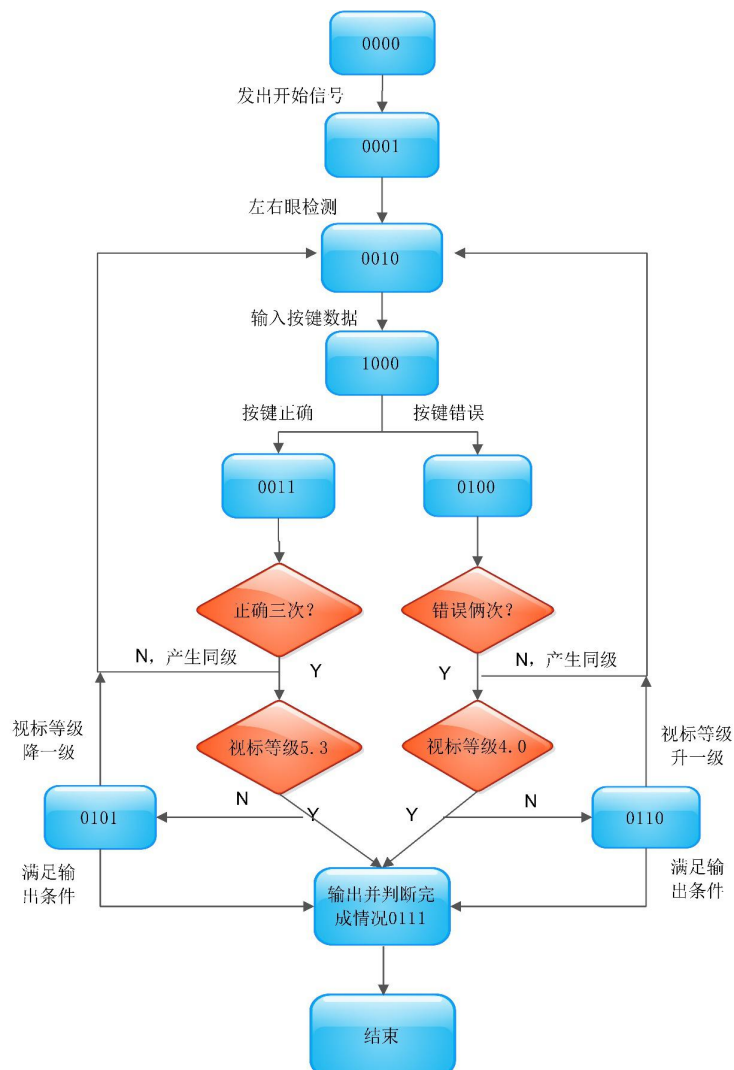 0000
发出开始信号
0001
左右眼检测
0010
输入按键数据
1000
按键正确
按键错误
0011
0100
正确三次?
错误俩次?
N，产生同级
Y
Y
N，产生同级
视标等级
降一级
视标等级5.3
视标等级4.0
视标等级
升一级
N
Y
Y
N
0101
0110
满足输
出条件
输出并判断完
成情况0111
满足输
出条件
结束